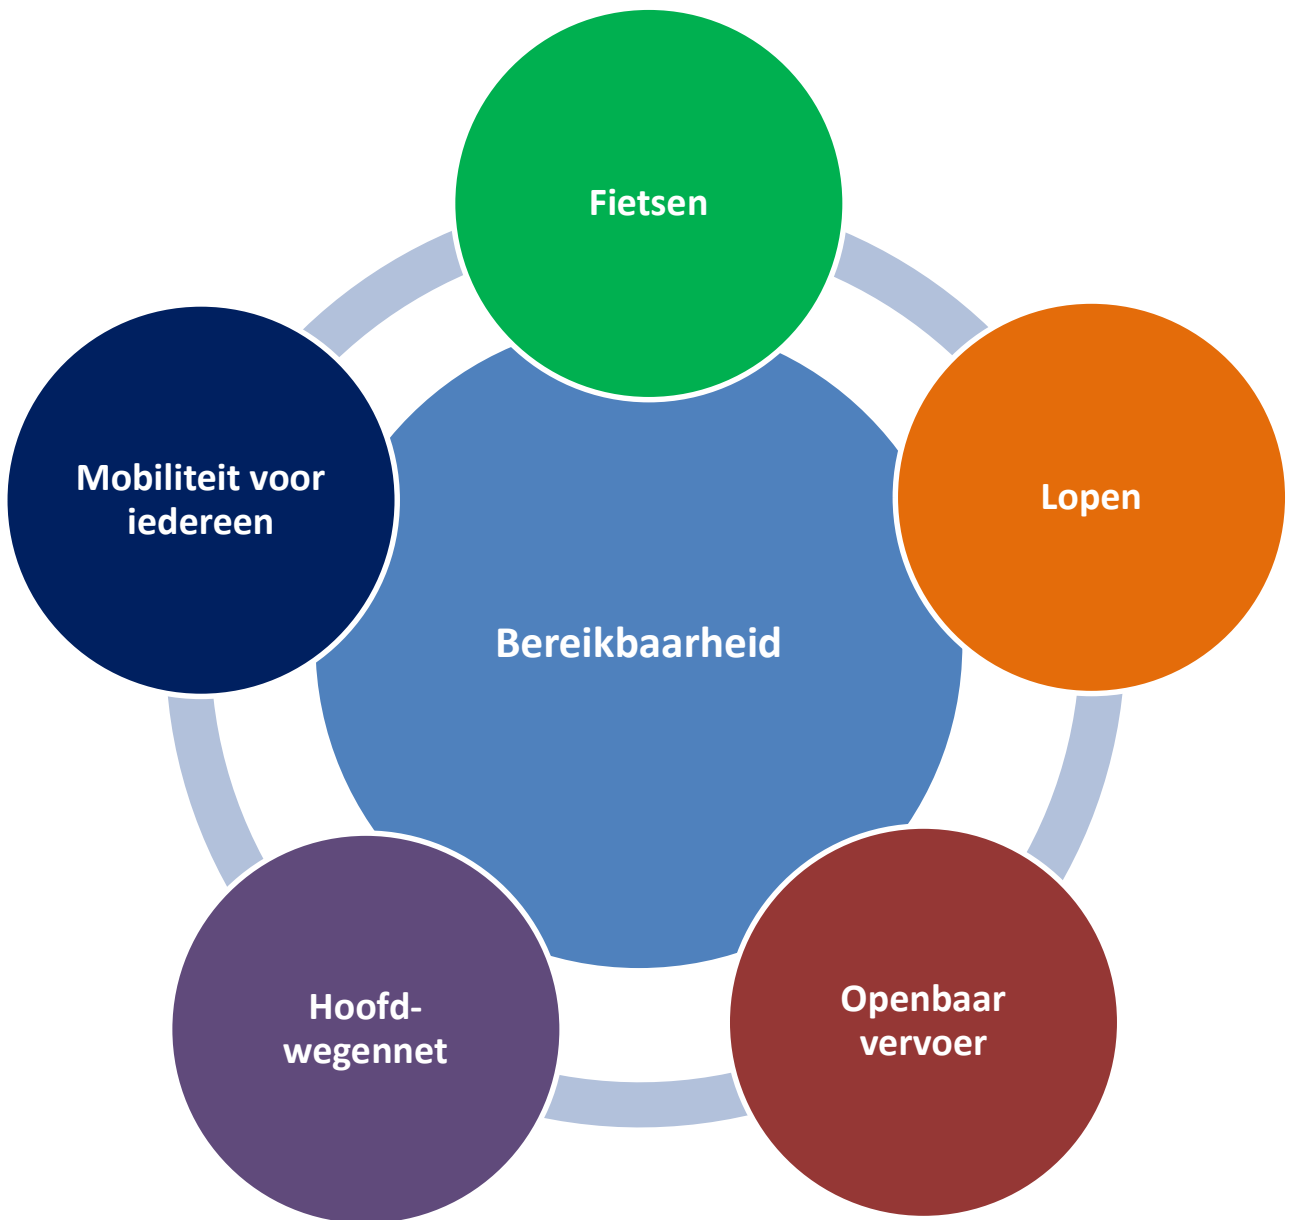 Fietsen
Lopen
Mobiliteit voor
iedereen
Bereikbaarheid
Openbaar
vervoer
Hoofd-
wegennet